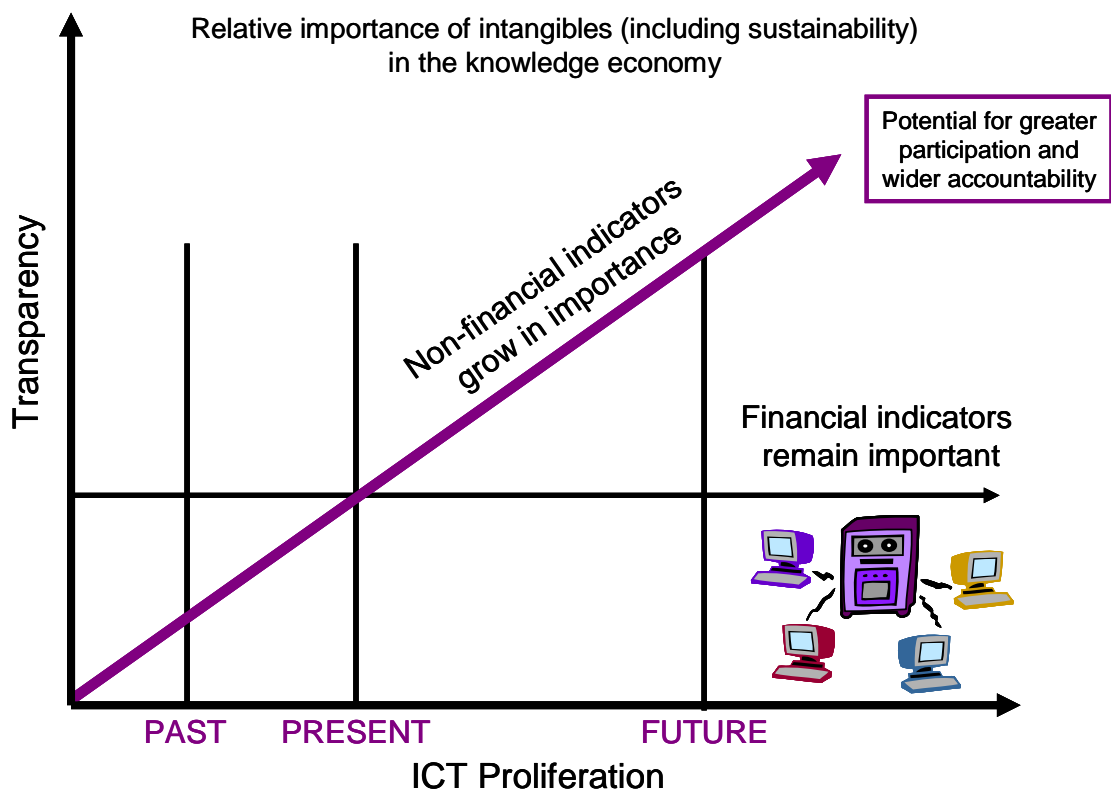 Relative importance of intangibles (including sustainability)
in the knowledge economy
Potential for greater
participation and
wider accountability
Transparency
Non-financial indicators
grow in importance
Financial indicators
remain important
PAST
PRESENT
FUTURE
ICT Proliferation